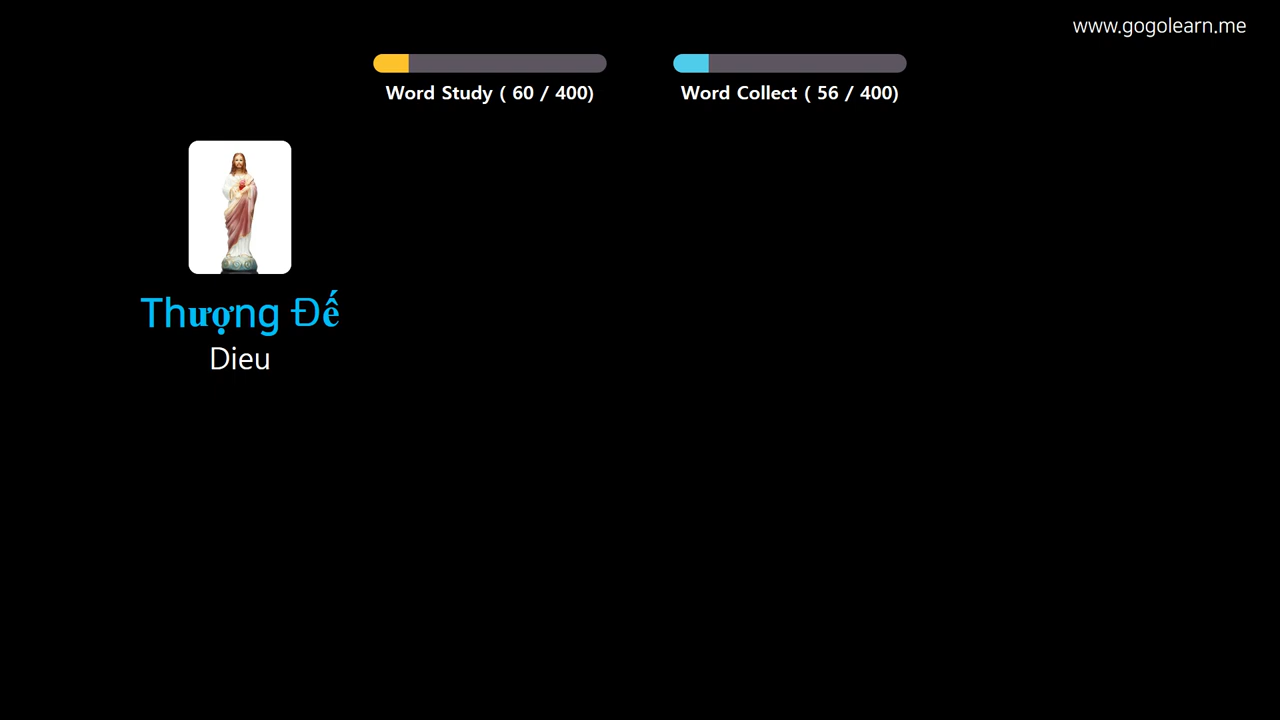 www.gogolearn.me
Word Study ( 60 / 400)
Word Collect ( 56 / 400)
Thượng Đế
Dieu